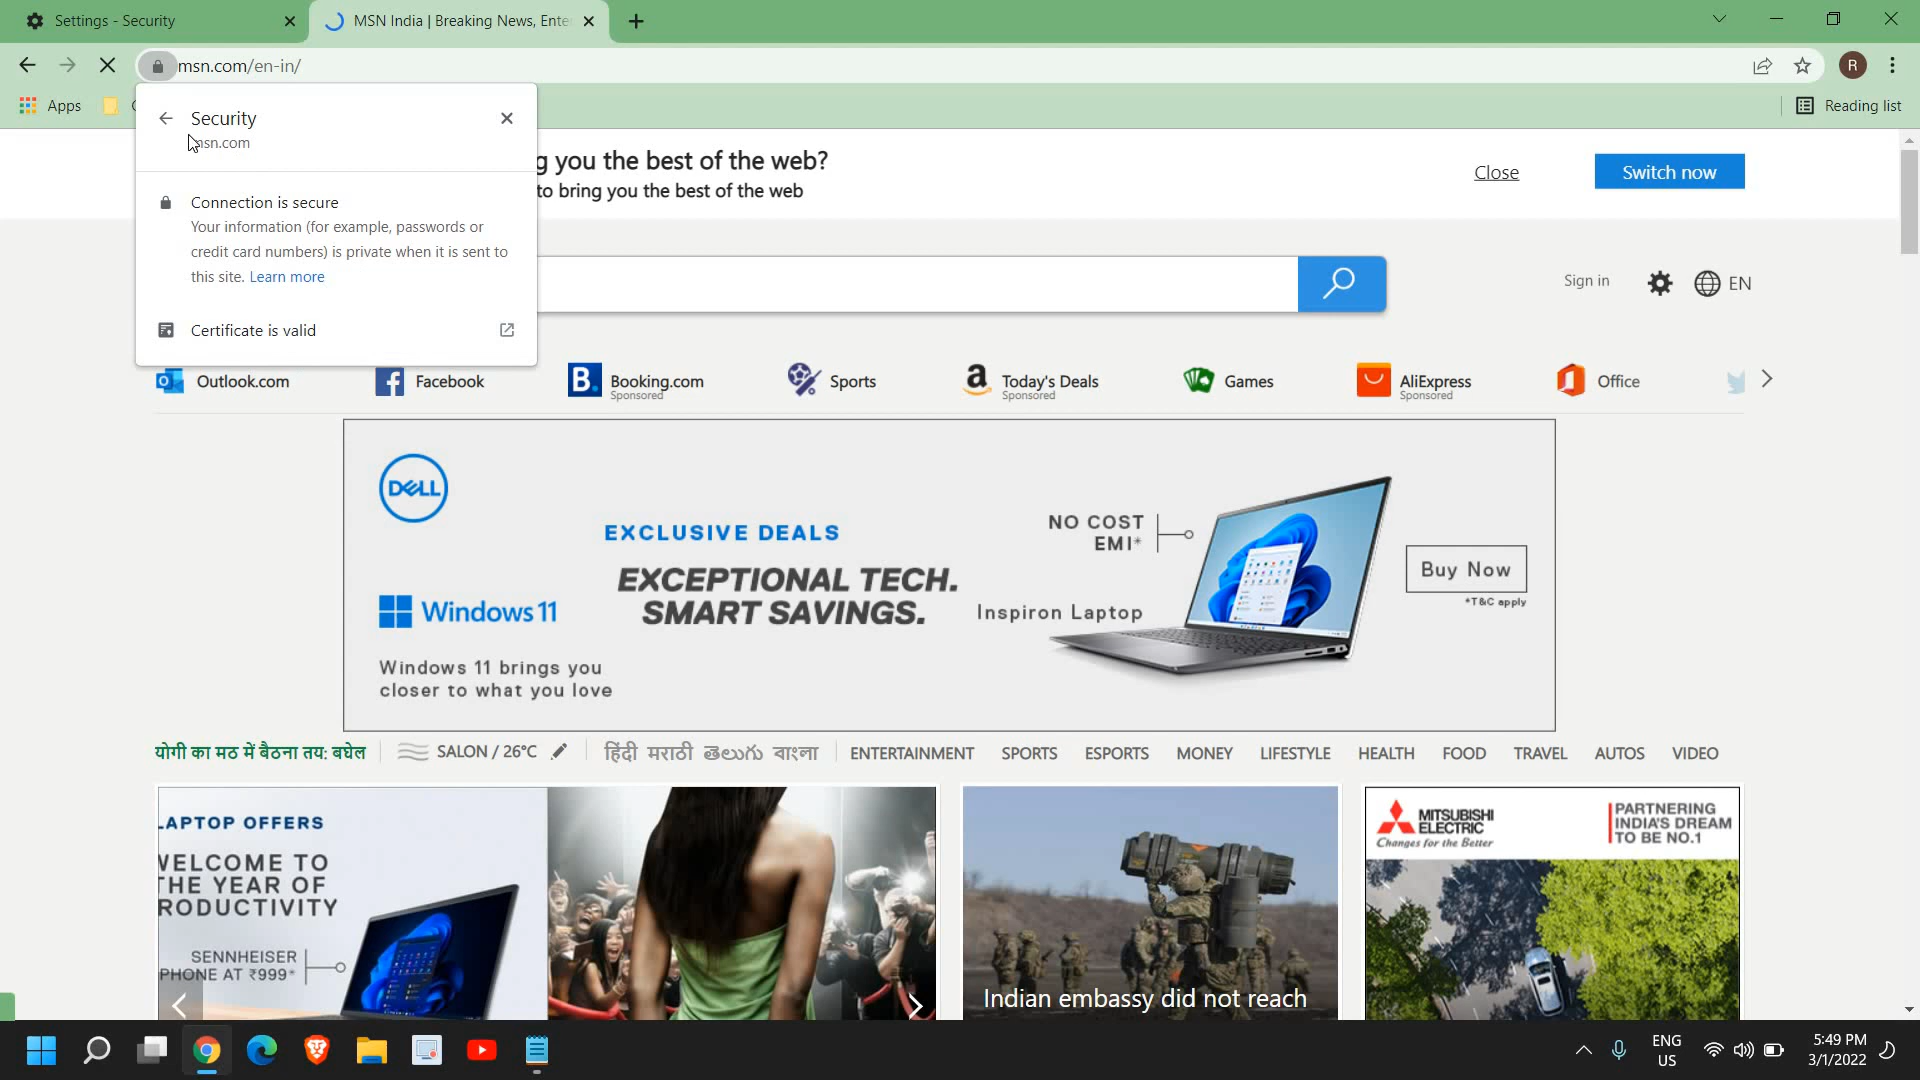 Settings - Security
MSN India | Breaking News, Ente
msn.com/en-in/
Apps
Reading list
Security
msn.com
Connection is secure
Your information (for example, passwords or
credit card numbers) is private when it is sent to
this site. Learn more
Certificate is valid
you the best of the web?
to bring you the best of the web
Close
Switch now
Sign in
EN
Outlook.com
Facebook
B. Booking.com
Sponsored
Sports
a Today's Deals
Sponsored
Games
AliExpress
Sponsored
Office
DELL
EXCLUSIVE DEALS
EXCEPTIONAL TECH.
SMART SAVINGS.
Windows 11
Windows 11 brings you
closer to what you love
NO COST
EMI*
Inspiron Laptop
Buy Now
*T&C apply
योगी का मठ में बैठना तय: बघेल
SALON / 26°C
हिंदी मराठी తెలుగు বাংলা
ENTERTAINMENT SPORTS ESPORTS MONEY LIFESTYLE HEALTH FOOD TRAVEL AUTOS VIDEO
LAPTOP OFFERS
WELCOME TO
THE YEAR OF
PRODUCTIVITY
SENNHEISER
PHONE AT ₹999*
Indian embassy did not reach
MITSUBISHI
ELECTRIC
Changes for the Better
PARTNERING
INDIA'S DREAM
TO BE NO.1
R
ENG
US
5:49 PM
3/1/2022